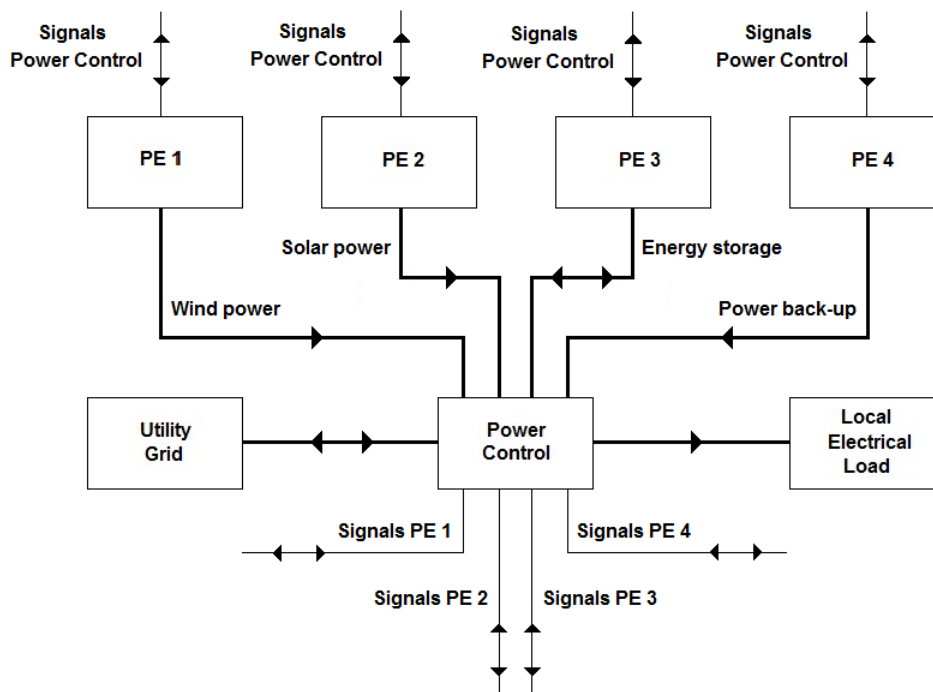 Signals
Power Control
Signals
Power Control
Signals
Power Control
Signals
Power Control
PE 1
PE 2
PE 3
PE 4
Solar power
Energy storage
Wind power
Power back-up
Utility
Grid
Power
Control
Local
Electrical
Load
Signals PE 1
Signals PE 4
Signals PE 2
Signals PE 3